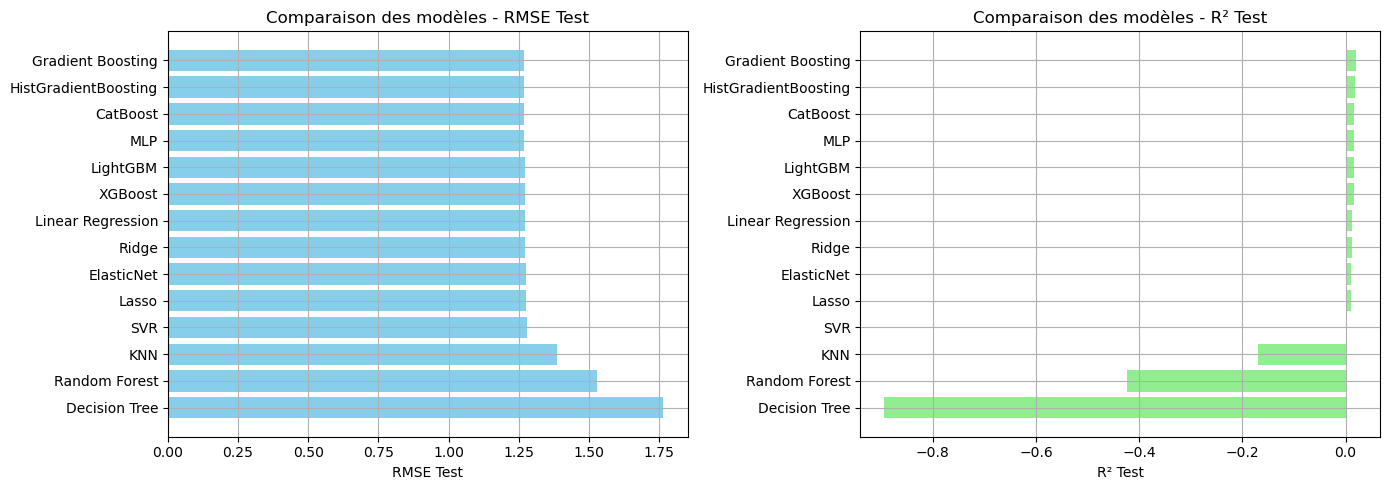 Comparaison des modèles - RMSE Test
Gradient Boosting
HistGradientBoosting
CatBoost
MLP
LightGBM
XGBoost
Linear Regression
Ridge
ElasticNet
Lasso
SVR
KNN
Random Forest
Decision Tree
0.00 0.25 0.50 0.75 1.00 1.25 1.50 1.75
RMSE Test
Comparaison des modèles - R² Test
Gradient Boosting
HistGradientBoosting
CatBoost
MLP
LightGBM
XGBoost
Linear Regression
Ridge
ElasticNet
Lasso
SVR
KNN
Random Forest
Decision Tree
−0.8 −0.6 −0.4 −0.2 0.0
R² Test